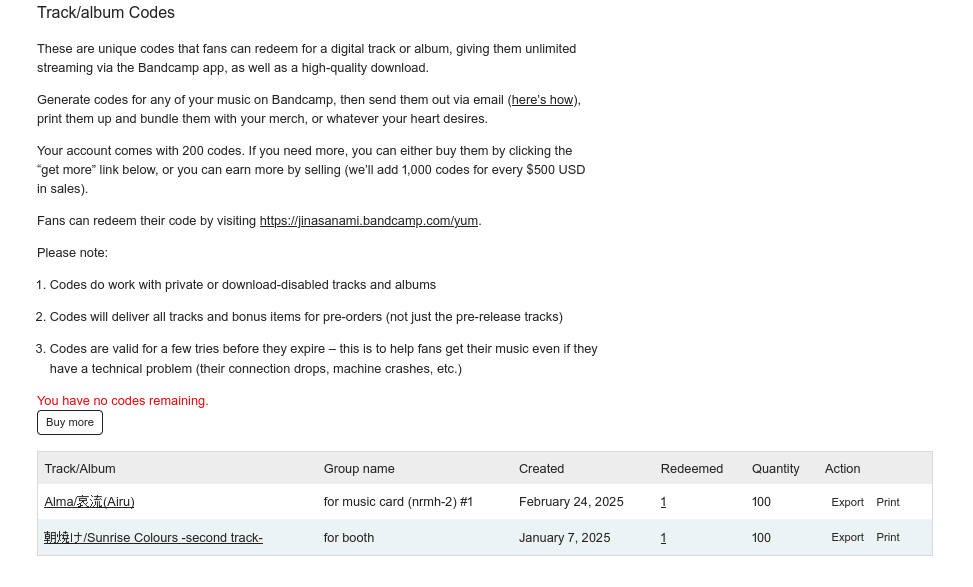 Track/album Codes
These are unique codes that fans can redeem for a digital track or album, giving them unlimited
streaming via the Bandcamp app, as well as a high-quality download.
Generate codes for any of your music on Bandcamp, then send them out via email (here's how),
print them up and bundle them with your merch, or whatever your heart desires.
Your account comes with 200 codes. If you need more, you can either buy them by clicking the
“get more” link below, or you can earn more by selling (we'll add 1,000 codes for every $500 USD
in sales).
Fans can redeem their code by visiting https://jinasanami.bandcamp.com/yum.
Please note:
1. Codes do work with private or download-disabled tracks and albums
2. Codes will deliver all tracks and bonus items for pre-orders (not just the pre-release tracks)
3. Codes are valid for a few tries before they expire – this is to help fans get their music even if they
have a technical problem (their connection drops, machine crashes, etc.)
You have no codes remaining.
Buy more
Track/Album Group name Created Redeemed Quantity Action
Alma/裒流(Airu) for music card (nrmh-2) #1 February 24, 2025 1 100 Export Print
朝焼け/Sunrise Colours -second track- for booth January 7, 2025 1 100 Export Print